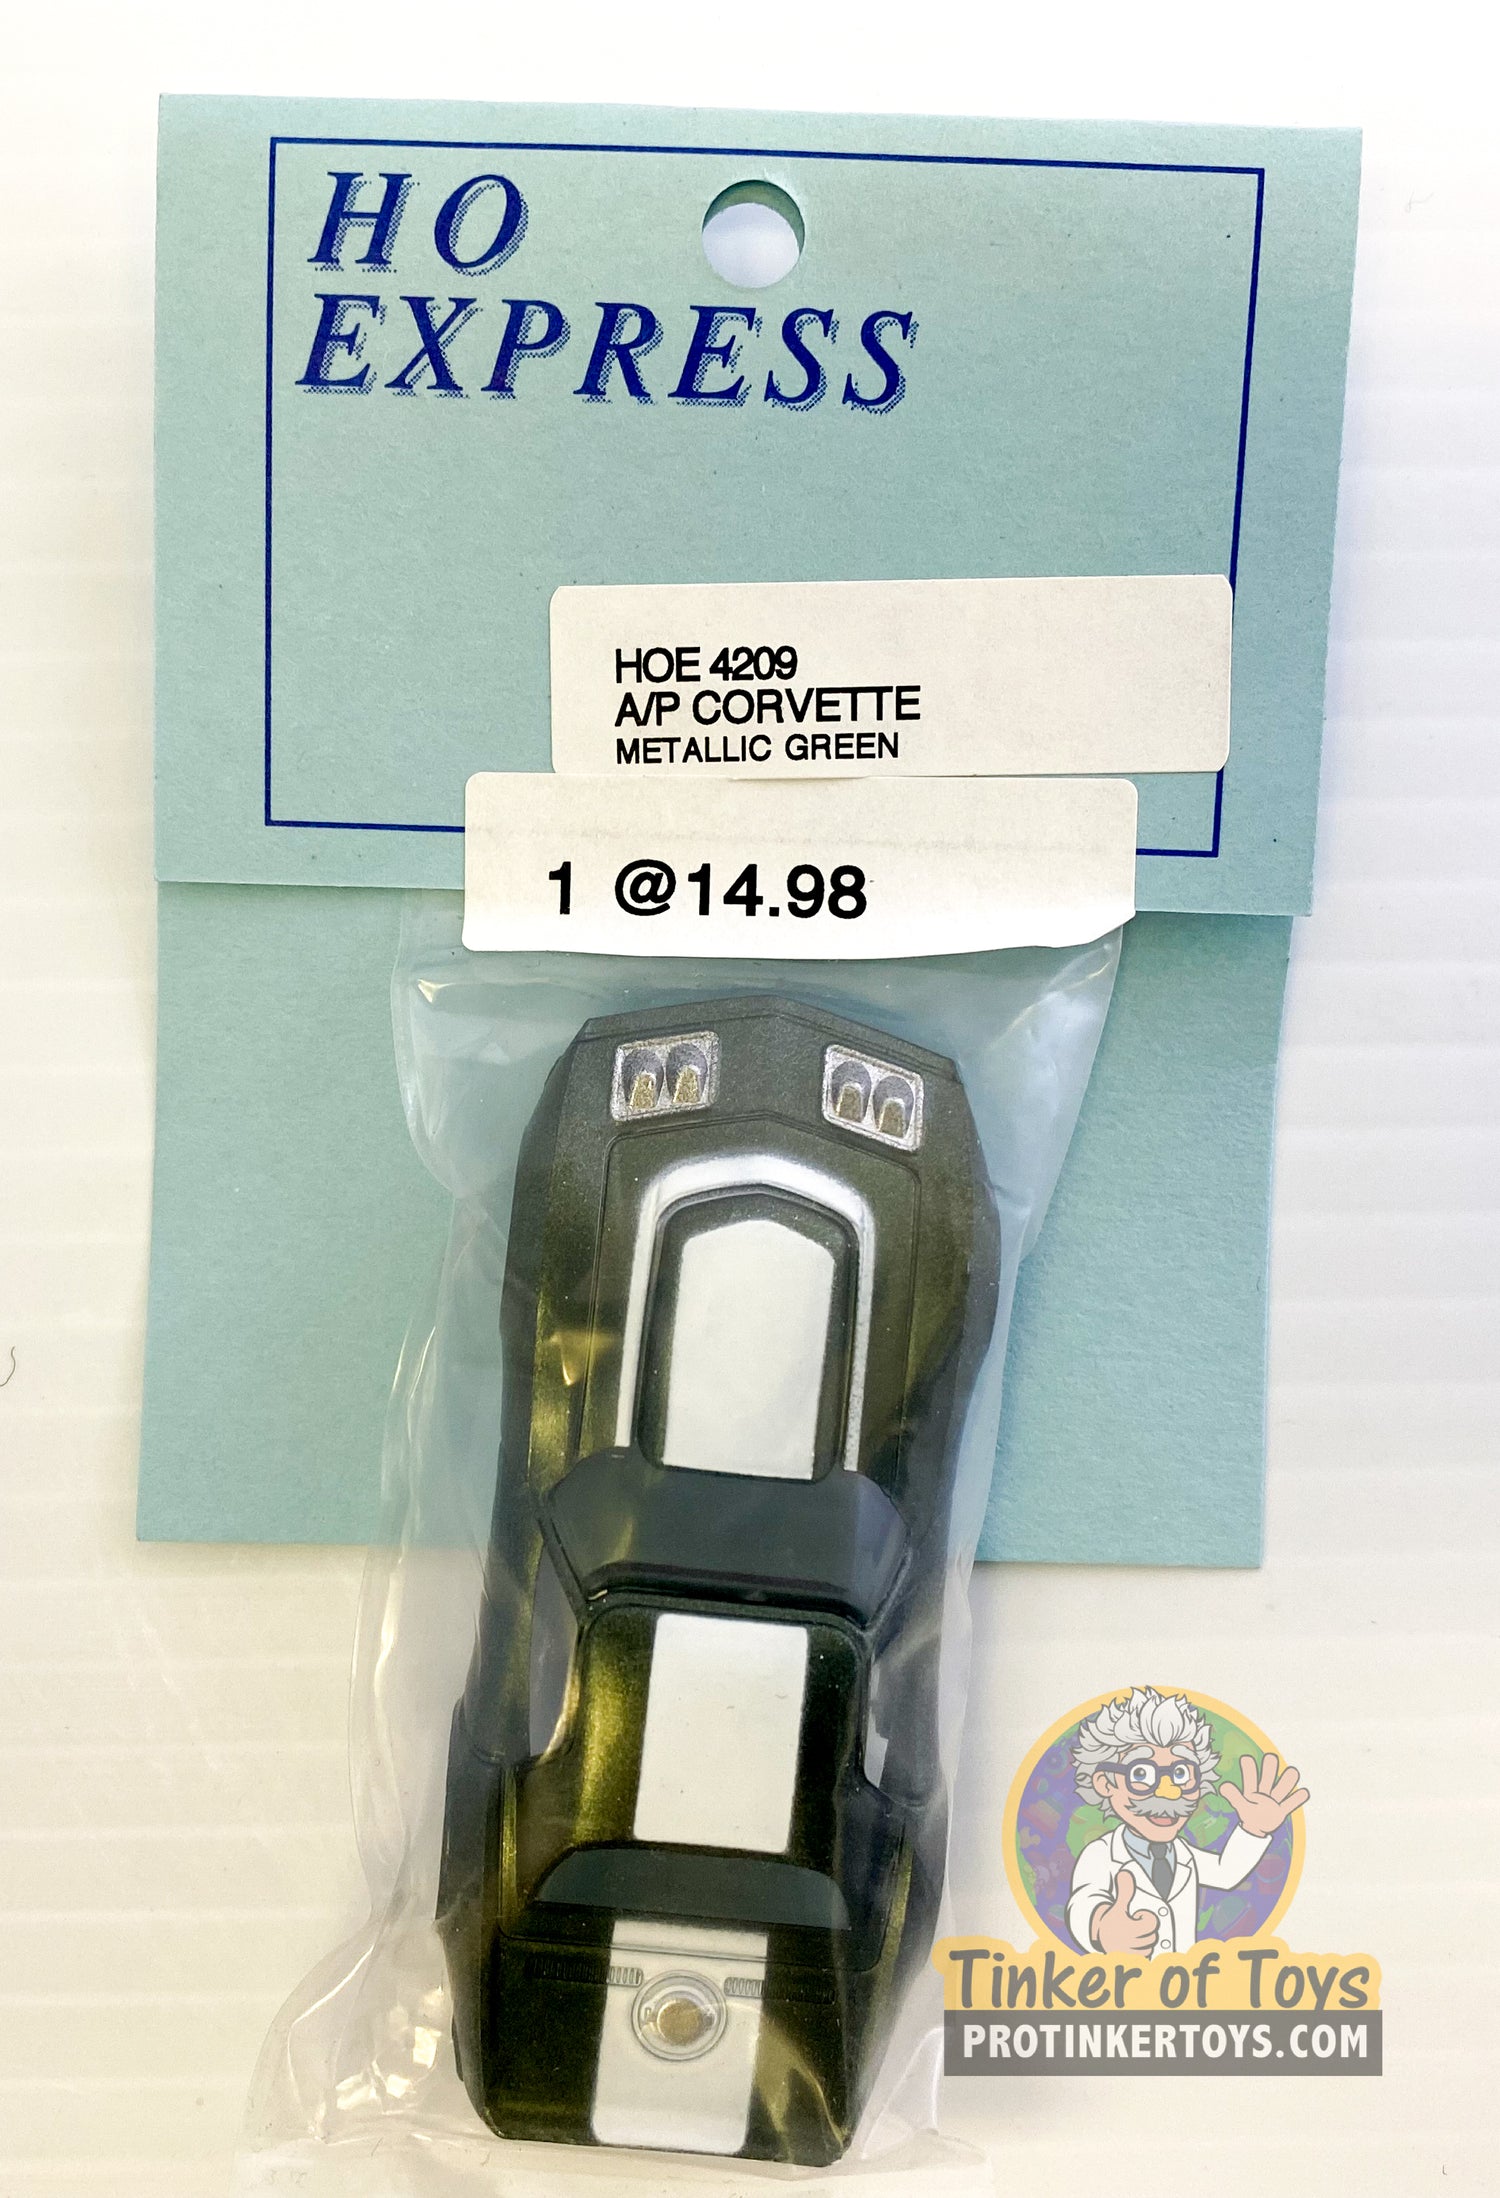 HO
EXPRESS
HOE 4209
A/P CORVETTE
METALLIC GREEN
1 @14.98
Tinker of Toys
PROTINKERTOYS.COM